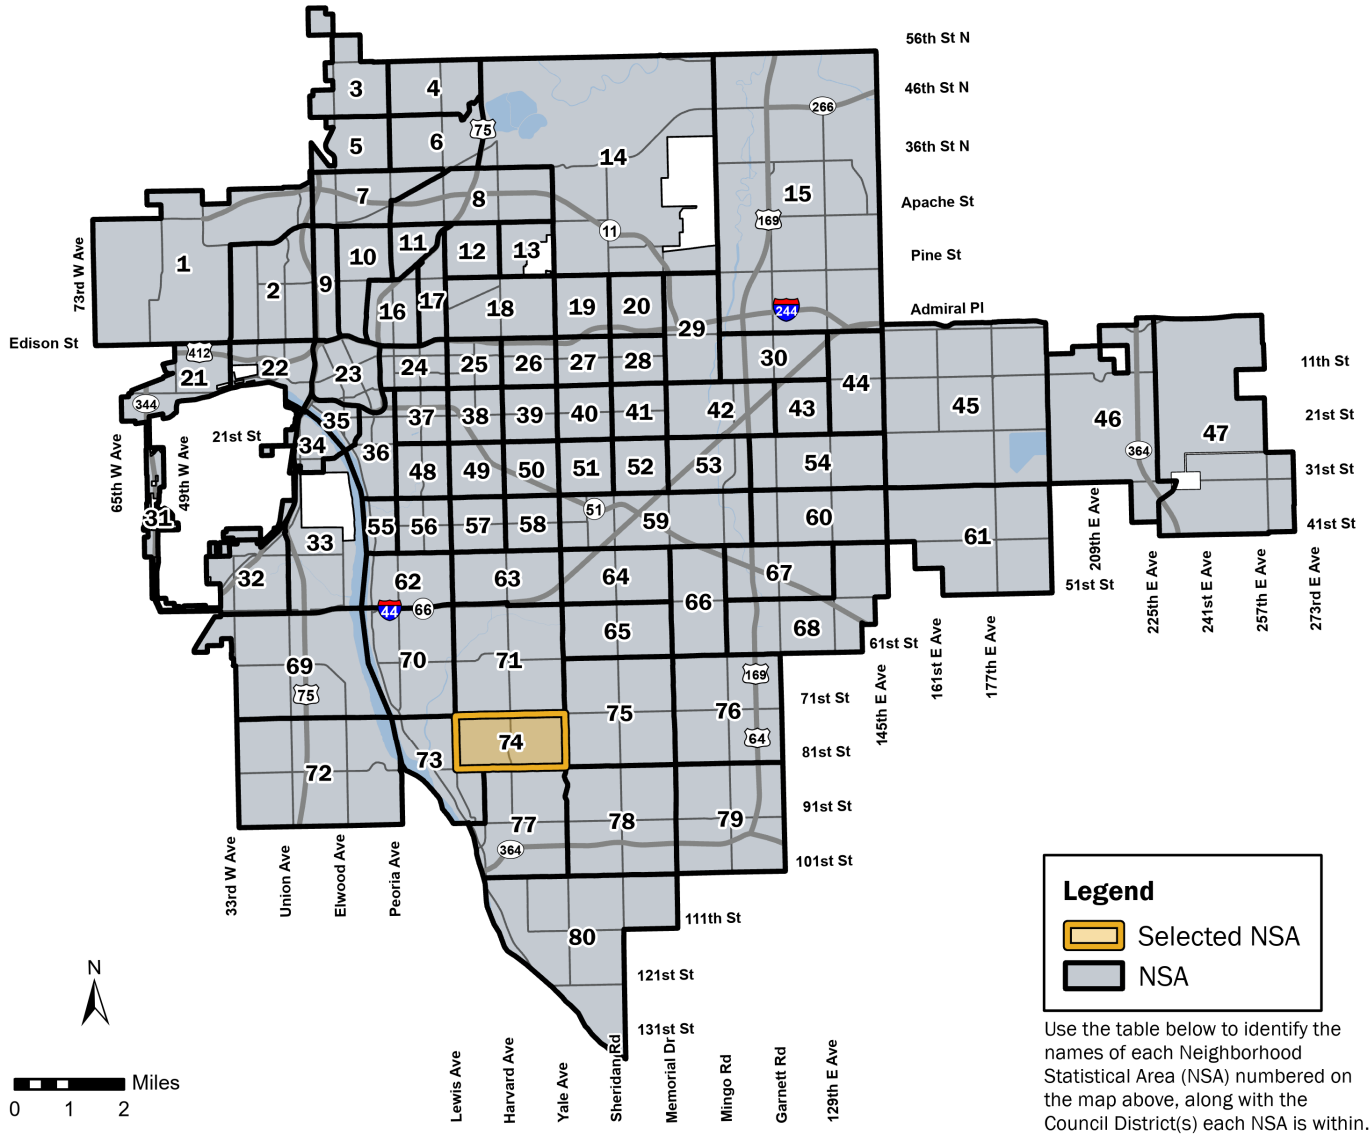 56th St N
46th St N
36th St N
Apache St
Pine St
Admiral Pl
11th St
21st St
31st St
41st St
73rd W Ave
Edison St
65th W Ave
49th W Ave
21st St
3
4
75
266
5
6
14
7
8
15
169
11
1
2
9
10
11
12
13
16
17
18
19
20
29
244
412
21
22
23
24
25
26
27
28
30
44
344
34
35
36
37
38
39
40
41
42
43
45
46
47
364
31
48
49
50
51
52
53
54
33
55
56
57
58
51
59
60
61
32
62
63
64
66
67
44
66
65
68
69
75
70
71
169
75
76
64
72
73
74
77
78
79
364
80
209th E Ave
51st St
225th E Ave
241st E Ave
257th E Ave
273rd E Ave
61st St
145th E Ave
161st E Ave
177th E Ave
71st St
81st St
91st St
101st St
111th St
121st St
131st St
33rd W Ave
Union Ave
Elwood Ave
Peoria Ave
Lewis Ave
Harvard Ave
Yale Ave
Sheridan Rd
Memorial Dr
Mingo Rd
Garnett Rd
129th E Ave
N
Miles
0 1 2
Legend
Selected NSA
NSA
Use the table below to identify the
names of each Neighborhood
Statistical Area (NSA) numbered on
the map above, along with the
Council District(s) each NSA is within.